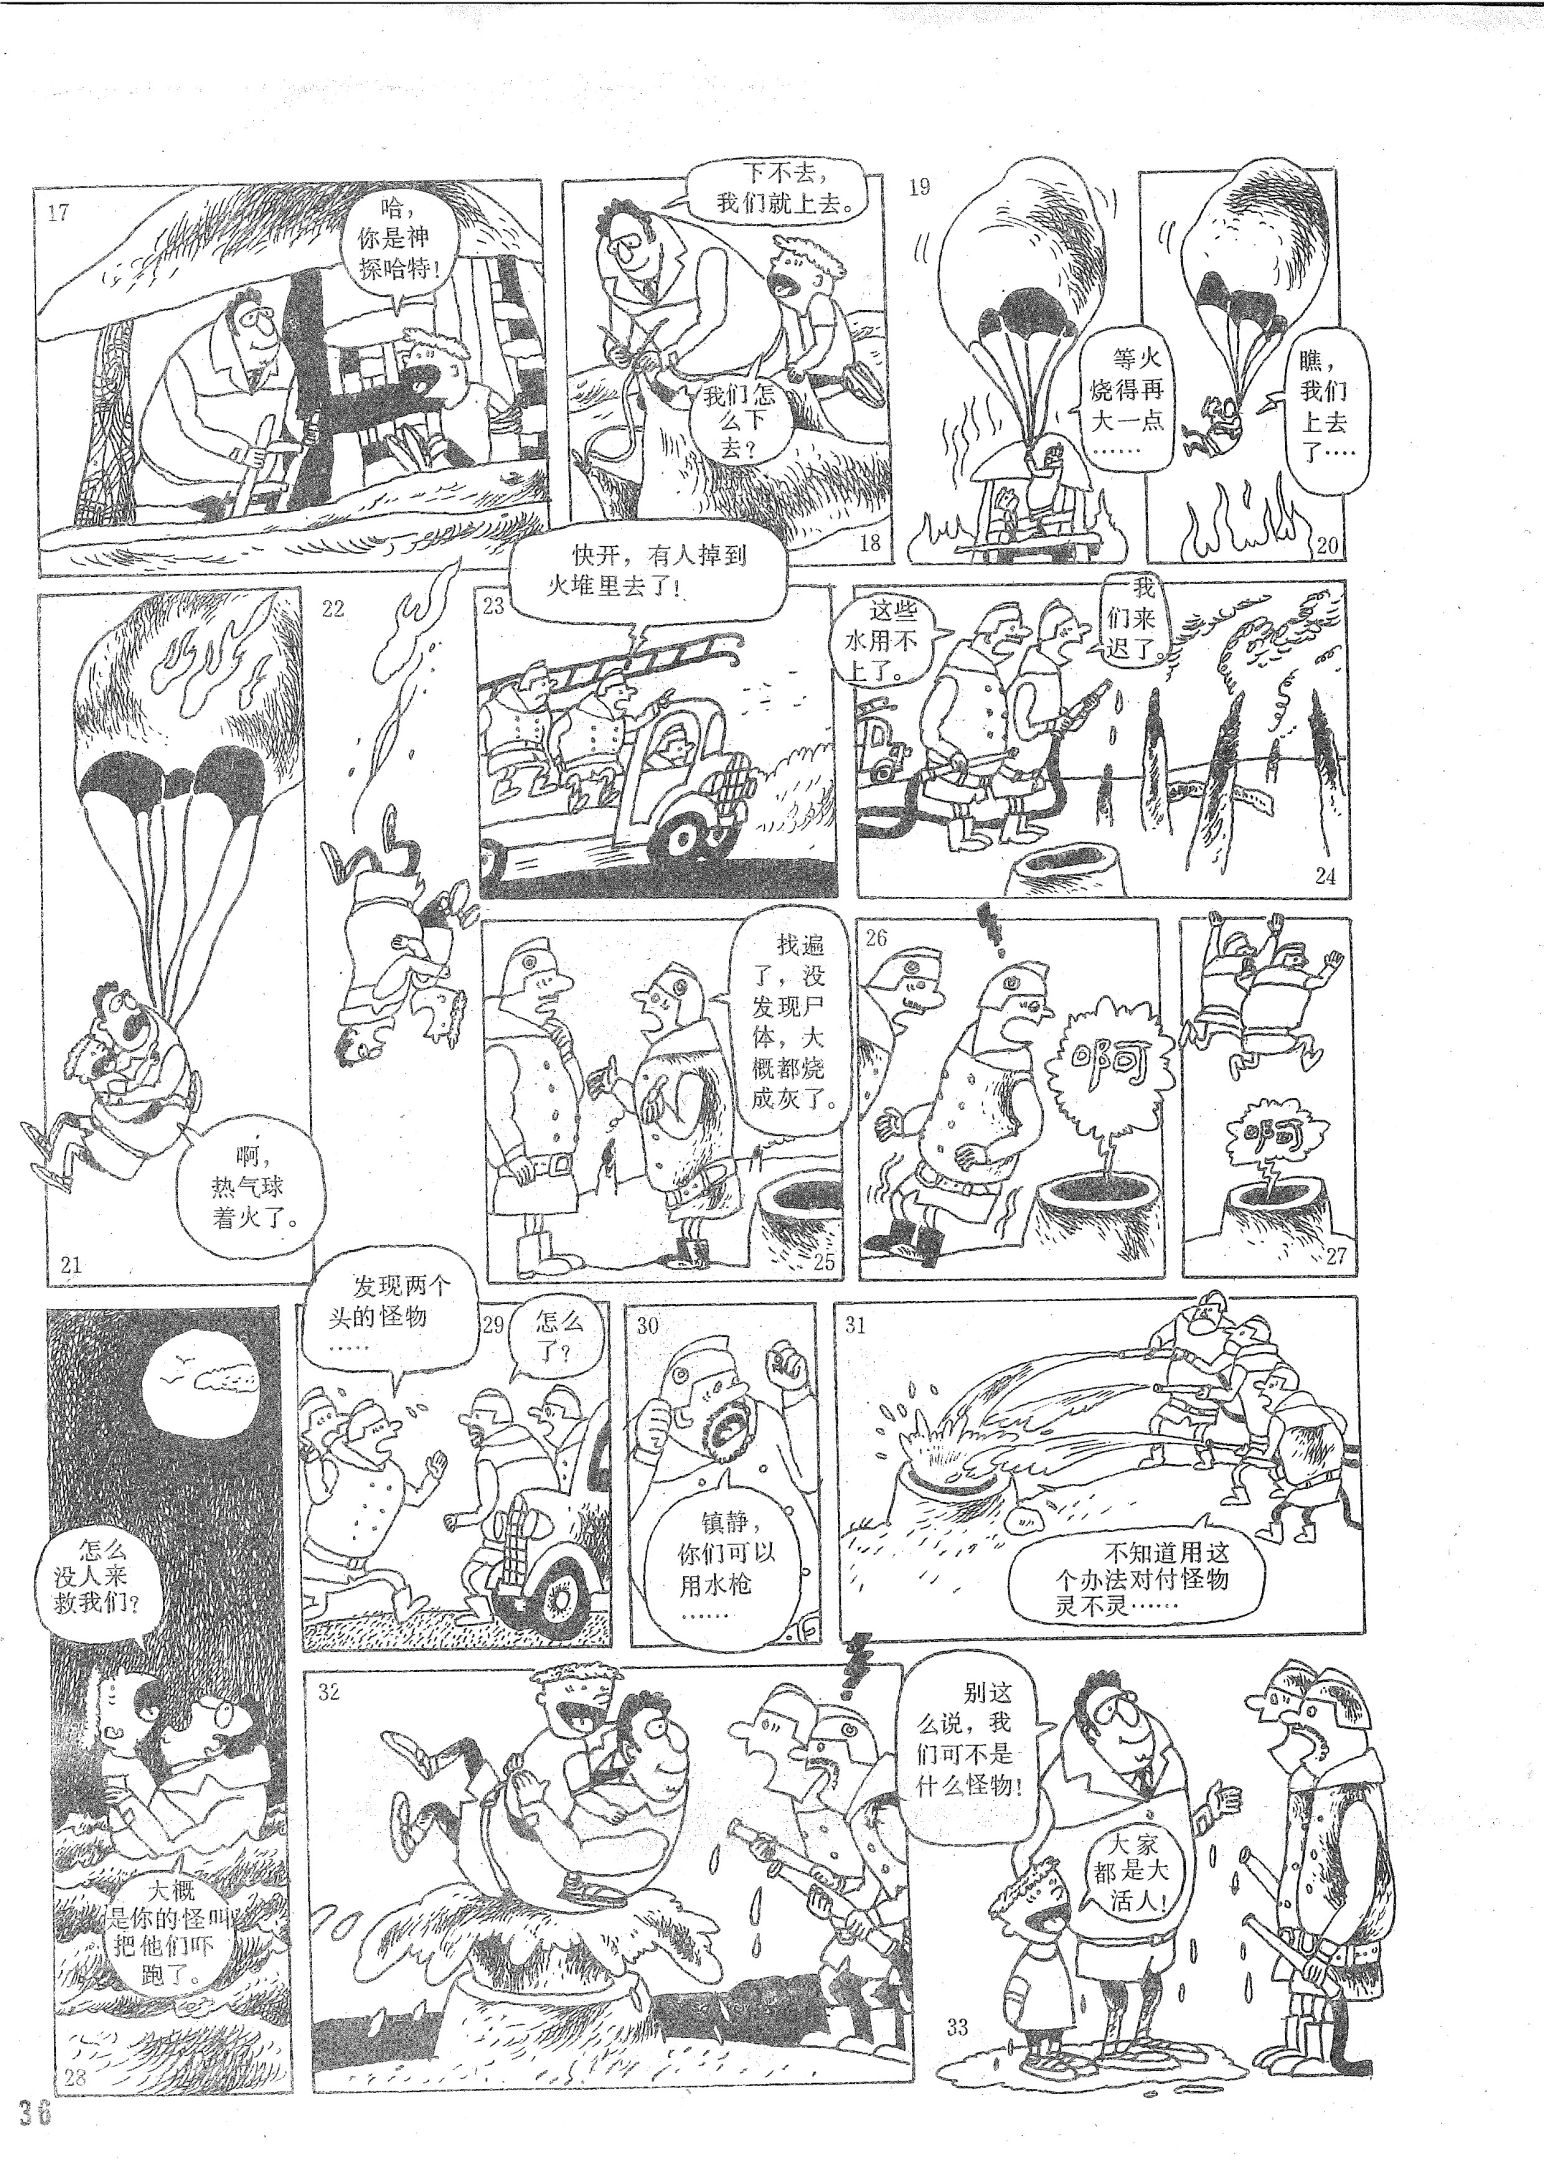 17
哈，
你是神
探哈特！
下不去，
我们就上去。
我们怎
么下
去？
18
19
等火
烧得再
大一点
……
瞧，
我们
上去
了….
20
啊，
热气球
着火了。
21
22
23
快开，有人掉到
火堆里去了！
这些
水用不
上了。
我
们来
迟了。
24
找遍
了，没
发现尸
体，大
概都烧
成灰了。
25
26
啊
啊
27
怎么
没人来
救我们？
大概
是你的怪叫
把他们吓
跑了。
28
发现两个
头的怪物
……
29
怎么
了？
30
镇静，
你们可以
用水枪
……
31
不知道用这
个办法对付怪物
灵不灵……
32
别这
么说，我
们可不是
什么怪物！
大家
都是大
活人！
33
36